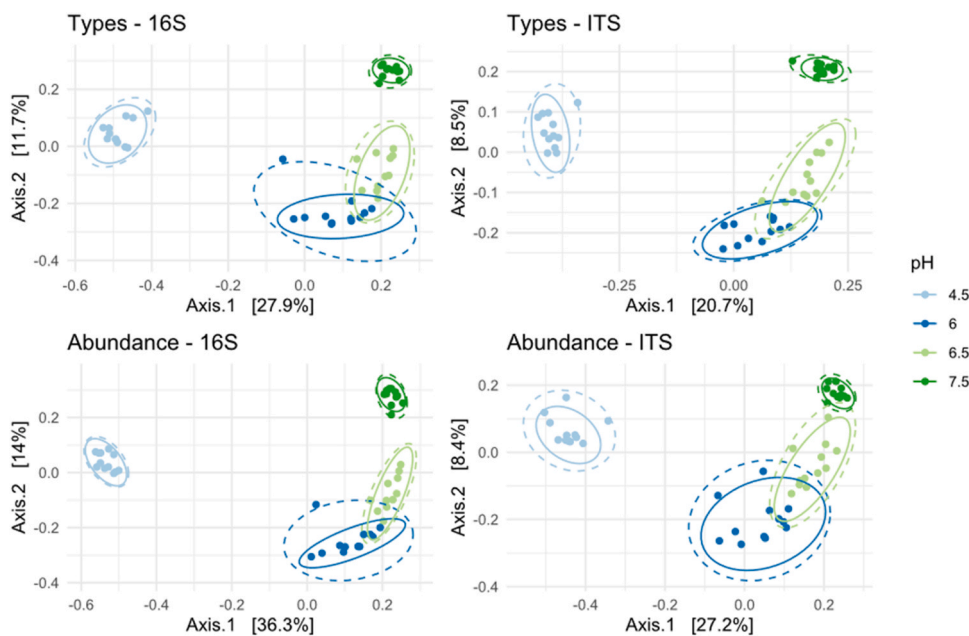 Types - 16S
Axis.2 [11.7%]
0.2
0.0
-0.2
-0.4
-0.6 -0.4 -0.2 0.0 0.2
Axis.1 [27.9%]
Types - ITS
Axis.2 [8.5%]
0.2
0.1
0.0
-0.1
-0.2
-0.25 0.00 0.25
Axis.1 [20.7%]
Abundance - 16S
Axis.2 [14%]
0.2
0.0
-0.2
-0.4
-0.6 -0.4 -0.2 0.0 0.2
Axis.1 [36.3%]
Abundance - ITS
Axis.2 [8.4%]
0.2
0.0
-0.2
-0.4
-0.4 -0.2 0.0 0.2
Axis.1 [27.2%]
pH
4.5
6
6.5
7.5